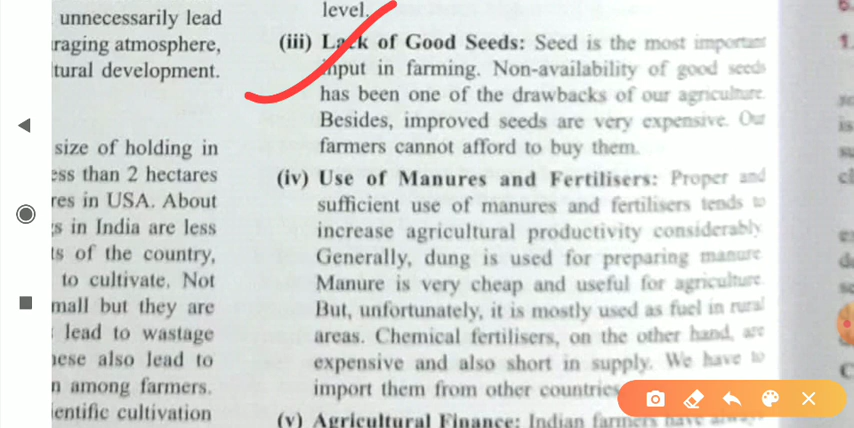 unnecessarily lead
raging atmosphere,
tural development.
size of holding in
ess than 2 hectares
res in USA. About
s in India are less
ts of the country,
to cultivate. Not
mall but they are
lead to wastage
hese also lead to
n among farmers.
ientific cultivation
level.
(iii) Lack of Good Seeds: Seed is the most important
input in farming. Non-availability of good seeds
has been one of the drawbacks of our agriculture.
Besides, improved seeds are very expensive. Our
farmers cannot afford to buy them.
(iv) Use of Manures and Fertilisers: Proper and
sufficient use of manures and fertilisers tends to
increase agricultural productivity considerably
Generally, dung is used for preparing manure
Manure is very cheap and useful for agriculture.
But, unfortunately, it is mostly used as fuel in rural
areas. Chemical fertilisers, on the other hand, are
expensive and also short in supply. We have to
import them from other countries
(v) Agricultural Finance: Indian farmers have
1.